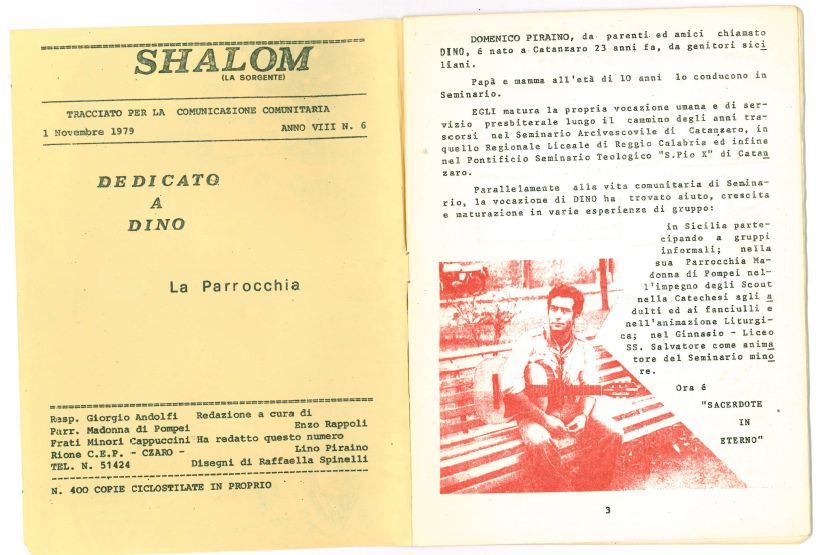 SHALOM
(LA SORGENTE)
TRACCIATO PER LA COMUNICAZIONE COMUNITARIA
1 Novembre 1979 ANNO VIII N. 6
DEDICATO
A
DINO
La Parrocchia
Resp. Giorgio Andolfi Redazione a cura di
Parr. Madonna di Pompei Enzo Rappoli
Frati Minori Cappuccini Ha redatto questo numero
Rione C.E.P. - CZARO - Lino Piraino
TEL. N. 51424 Disegni di Raffaella Spinelli
N. 400 COPIE CICLOSTILATE IN PROPRIO
DOMENICO PIRAINO, da parenti ed amici chiamato
DINO, é nato a Catanzaro 23 anni fa, da genitori sici
liani.
Papà e mamma all'età di 10 anni lo conducono in
Seminario.
EGLI matura la propria vocazione umana e di ser-
vizio presbiterale lungo il cammino degli anni tra-
scorsi nel Seminario Arcivescovile di Catanzaro, in
quello Regionale Liceale di Reggio Calabria ed infine
nel Pontificio Seminario Teologico "S.Pio X" di Catan
zaro.
Parallelamente alla vita comunitaria di Semina-
rio, la vocazione di DINO ha trovato aiuto, crescita
e maturazione in varie esperienze di gruppo:
in Sicilia parte-
cipando a gruppi
informali; nella
sua Parrocchia Ma-
donna di Pompei nel-
l'impegno degli Scout
nella Catechesi agli a
dulti ed ai fanciulli e
nell'animazione Liturgi-
ca; nel Ginnasio - Liceo
SS. Salvatore come anima
tore del Seminario mino
re.
Ora é
"SACERDOTE
IN
ETERNO"
3